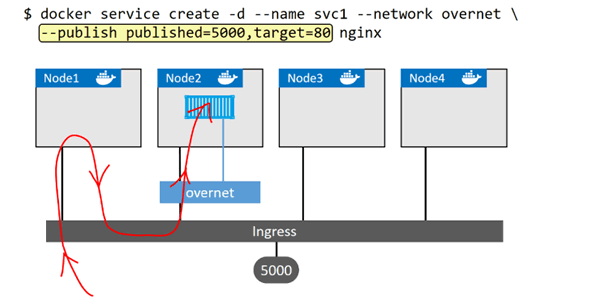 $ docker service create -d --name svc1 --network overnet \
--publish published=5000,target=80 nginx
Node1
Node2
Node3
Node4
overnet
Ingress
5000